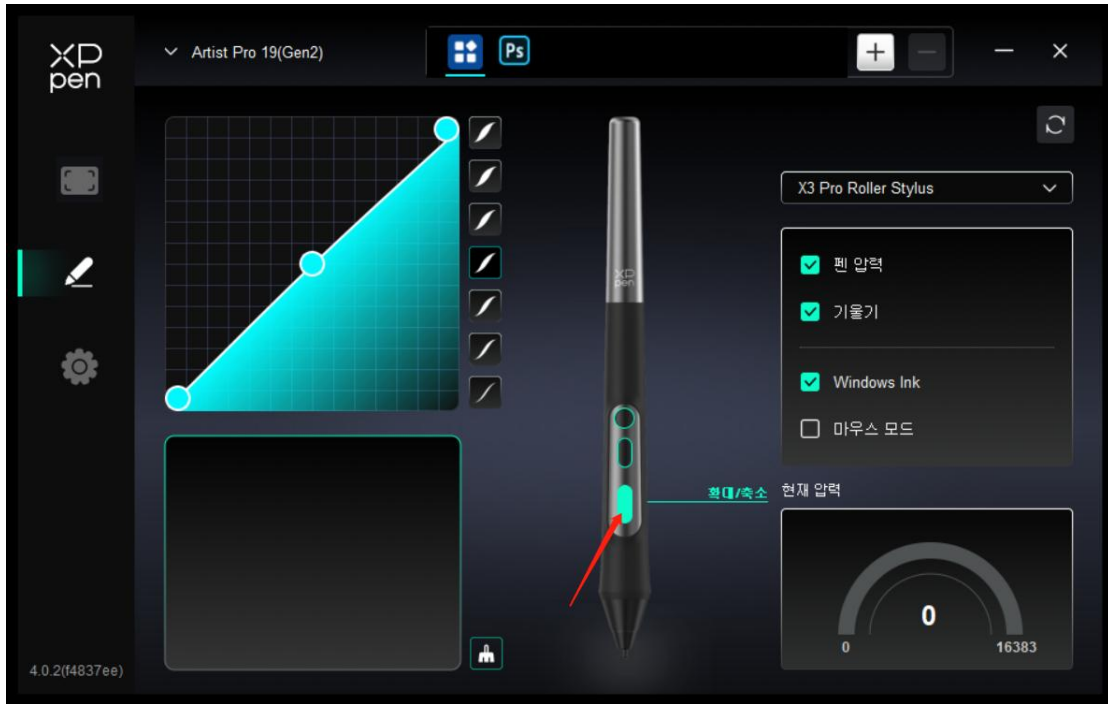 XP
pen
Artist Pro 19(Gen2)
Ps
X3 Pro Roller Stylus
XP
pen
펜 압력
기울기
Windows Ink
마우스 모드
확대/축소
현재 압력
0
0
16383
4.0.2(f4837ee)